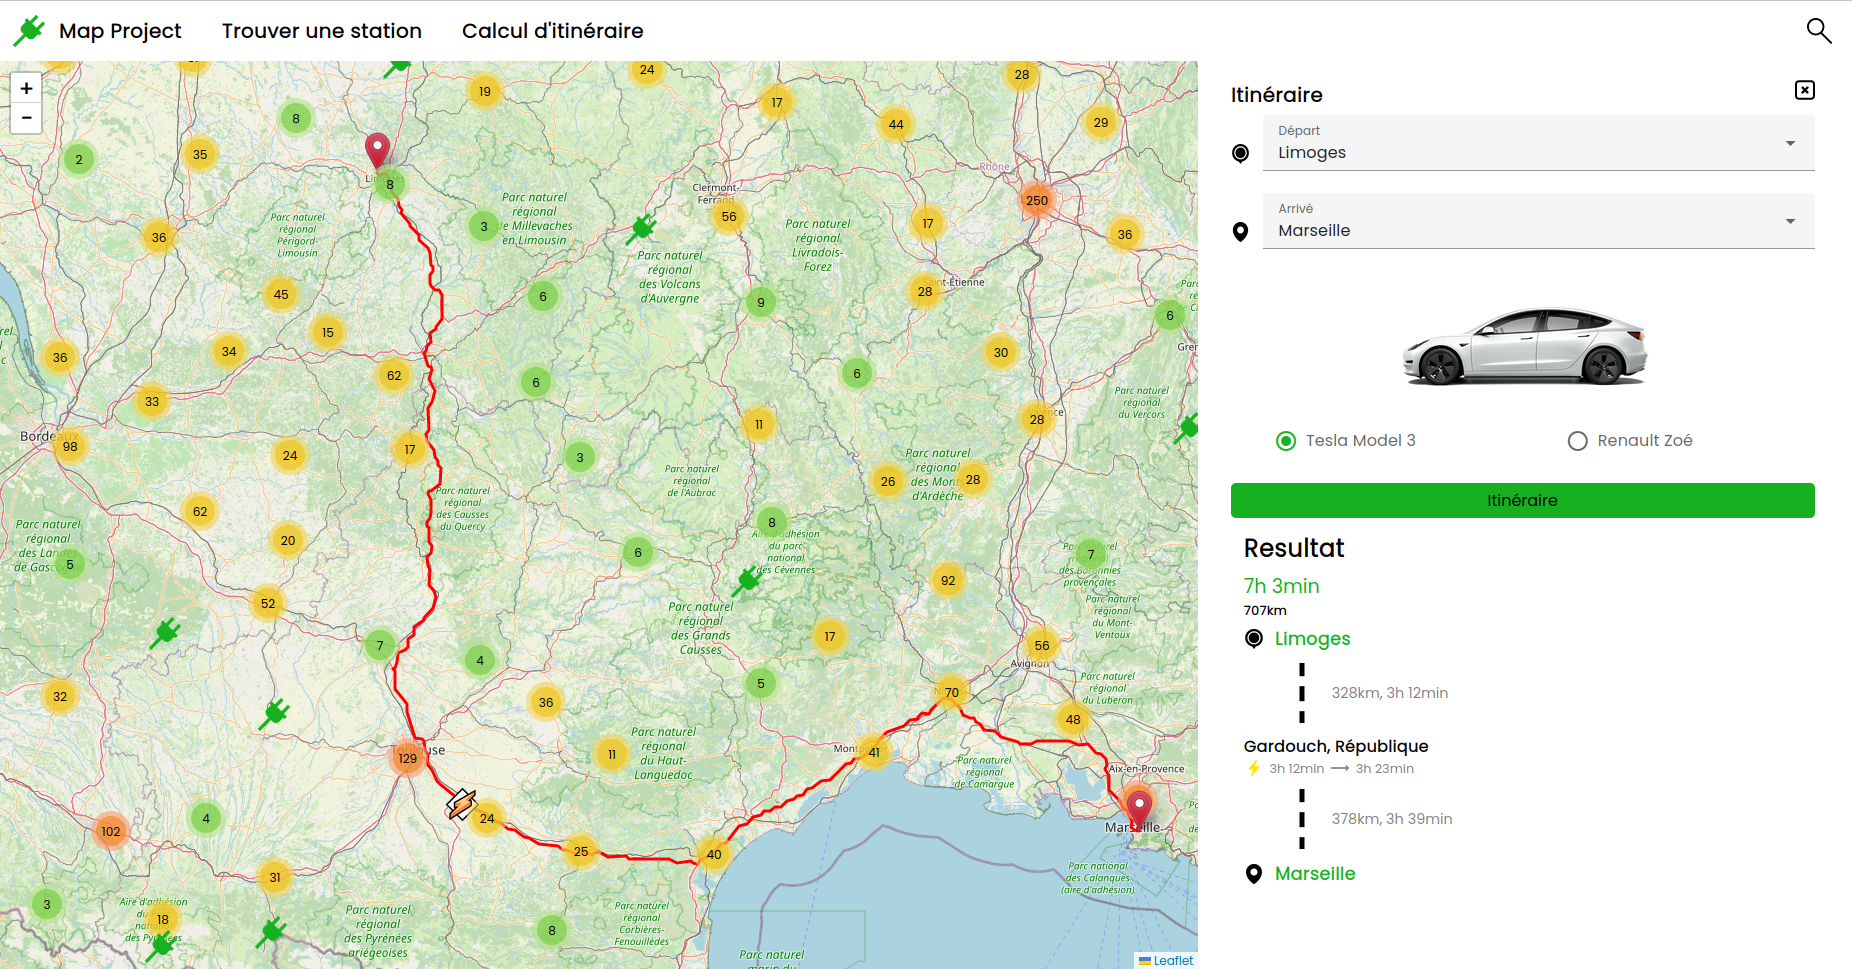 Map Project
Trouver une station
Calcul d'itinéraire
+
−
24
28
19
17
8
44
29
35
2
8
Rhône
Clermont-
Ferrand
Parc naturel
régional
de Millevaches
en Limousin
250
Parc naturel
régional
Périgord-
Limousin
56
3
Parc naturel
régional
Livradois-
Forez
17
36
36
Parc naturel
régional
des Volcans
d'Auvergne
45
6
9
28
Saint-Étienne
6
15
34
36
30
62
6
6
33
Parc naturel
régional
du Vercors
28
11
Bordeaux
98
17
24
3
Parc naturel
régional
de l'Aubrac
26
Parc naturel
régional
des Monts
d'Ardèche
28
Parc naturel
régional
des Causses
du Quercy
62
8
Aire d'adhésion
du parc
national
des Cévennes
20
Parc naturel
régional
des Landes
de Gascogne
5
6
7
Parc naturel
régional
des Baronnies
provençales
92
52
Parc naturel
régional
des Grands
Causses
Parc naturel
régional
du Mont-
Ventoux
17
7
4
56
Avignon
5
32
36
70
Parc naturel
régional
du Luberon
48
Toulouse
129
11
Parc naturel
régional
du Haut-
Languedoc
Montpellier
41
Parc naturel
régional
de Camargue
Aix-en-Provence
4
24
102
Marseille
25
40
31
Parc national
des Calanques
(aire d'adhésion)
3
Aire d'adhésion
18
Parc naturel
régional
des Pyrénées
ariégeoises
8
Parc naturel
régional
Corbières-
Fenouillèdes
Parc naturel
marin du
Leaflet
Itinéraire
Départ
Limoges
Arrivé
Marseille
Tesla Model 3
Renault Zoé
Itinéraire
Resultat
7h 3min
707km
Limoges
328km, 3h 12min
Gardouch, République
3h 12min → 3h 23min
378km, 3h 39min
Marseille